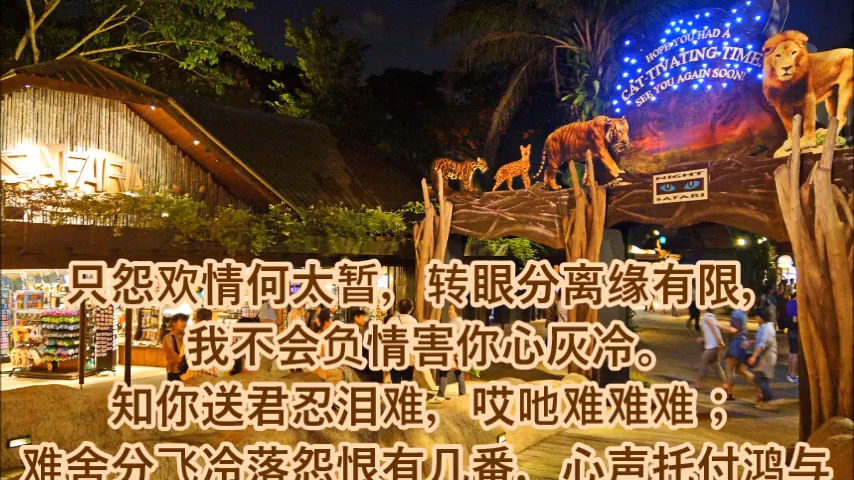 HOPE YOU HAD A
CAT-TIVATING TIME.
SEE YOU AGAIN SOON!
NIGHT
SAFARI
SAFARI
只怨欢情何太暂，转眼分离缘有限，
我不会负情害你心灰冷。
知你送君忍泪难，哎吔难难难；
难舍分飞冷落怨恨有几番，心声托付鸿与